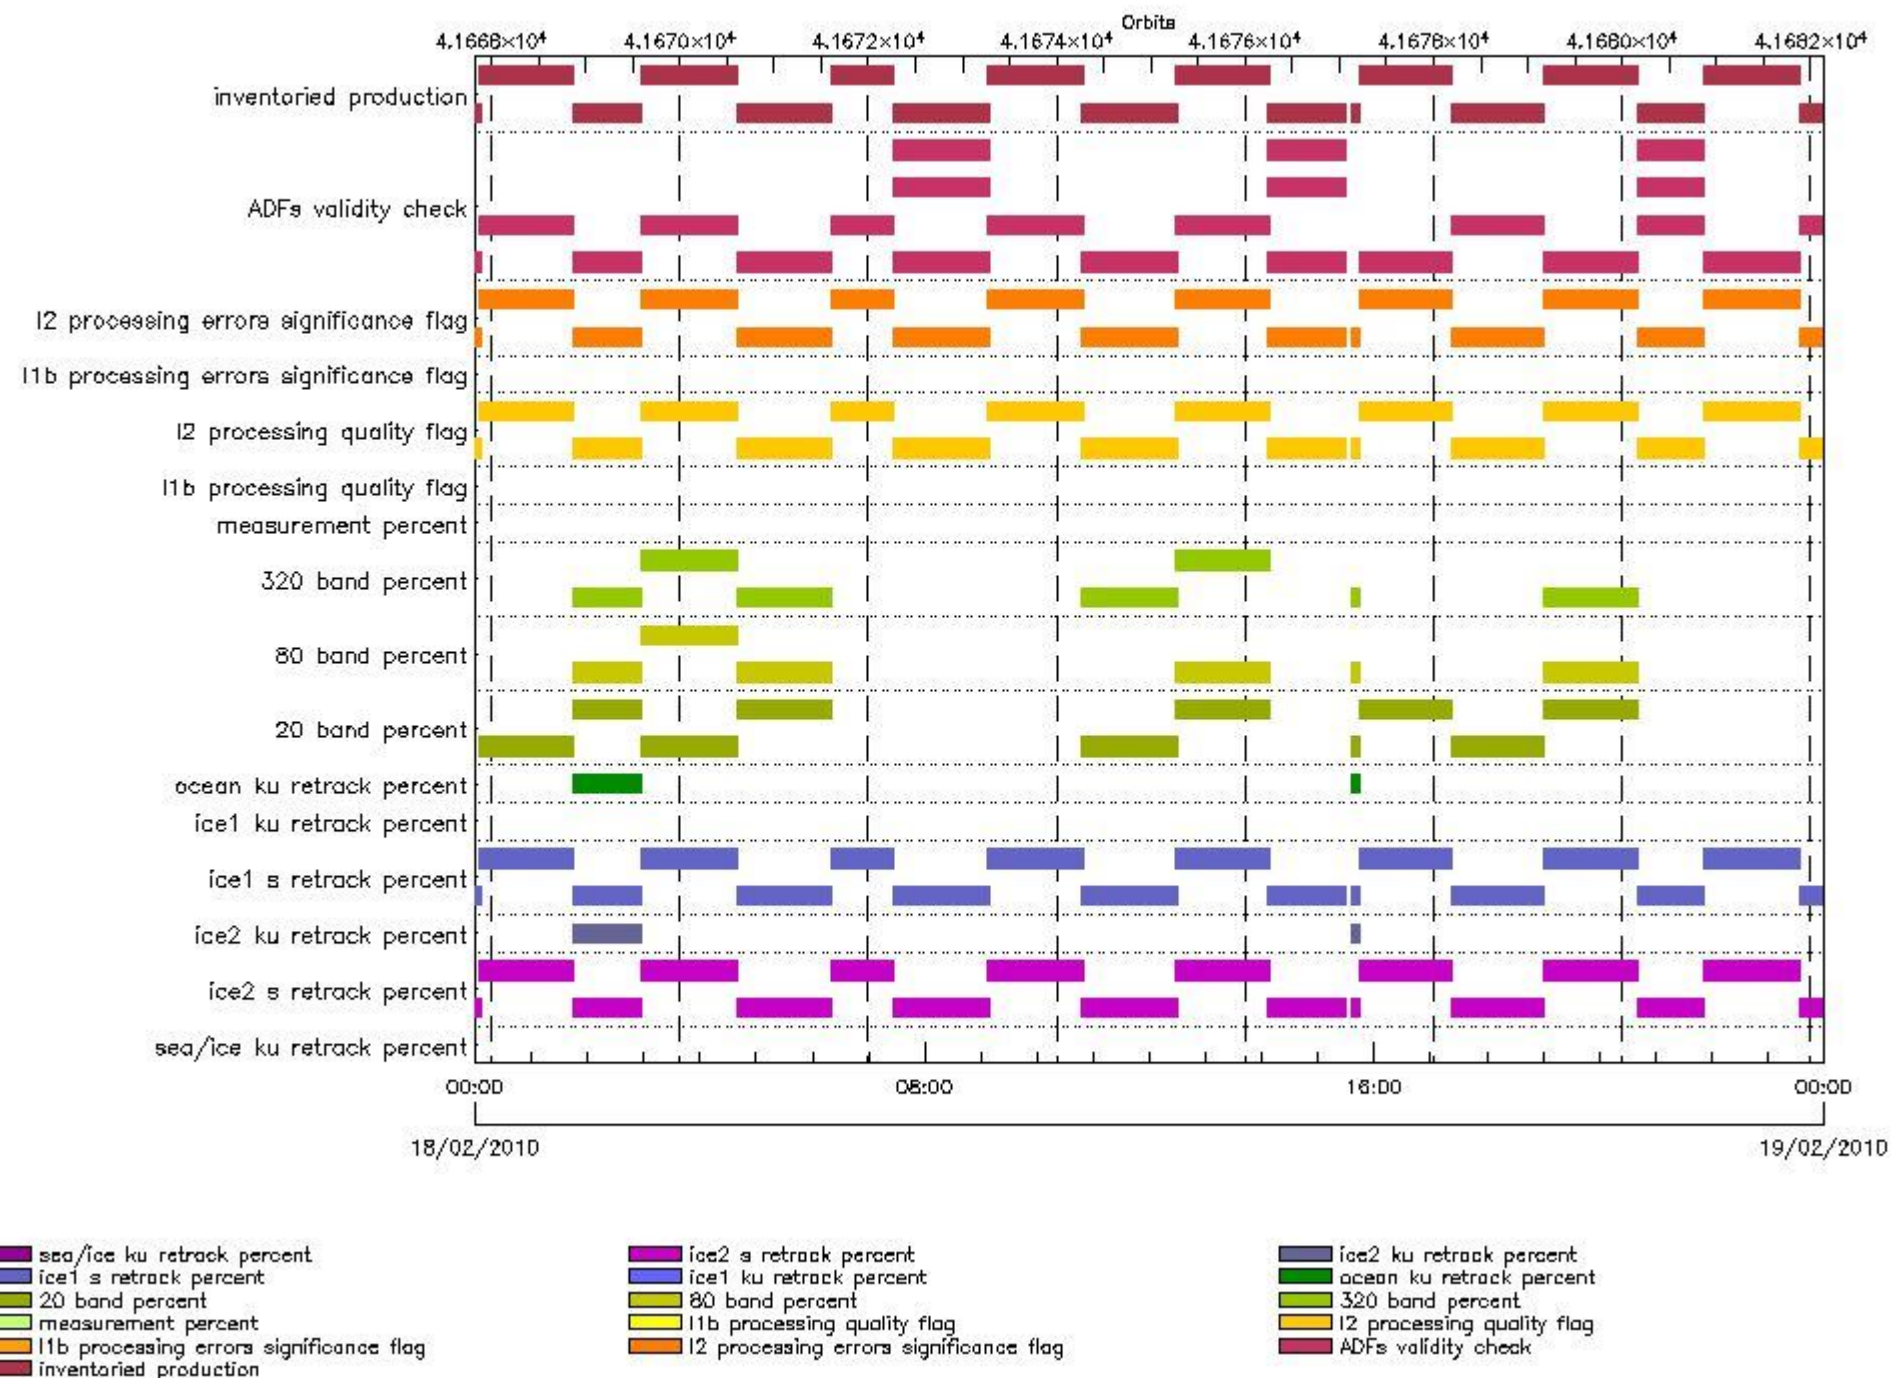 Orbits
4.1668×10⁴ 4.1670×10⁴ 4.1672×10⁴ 4.1674×10⁴ 4.1676×10⁴ 4.1678×10⁴ 4.1680×10⁴ 4.1682×10⁴
inventoried production
ADFs validity check
l2 processing errors significance flag
l1b processing errors significance flag
l2 processing quality flag
l1b processing quality flag
measurement percent
320 band percent
80 band percent
20 band percent
ocean ku retrack percent
ice1 ku retrack percent
ice1 s retrack percent
ice2 ku retrack percent
ice2 s retrack percent
sea/ice ku retrack percent
00:00 08:00 16:00 00:00
18/02/2010 19/02/2010
sea/ice ku retrack percent ice2 s retrack percent ice2 ku retrack percent
ice1 s retrack percent ice1 ku retrack percent ocean ku retrack percent
20 band percent 80 band percent 320 band percent
measurement percent l1b processing quality flag l2 processing quality flag
l1b processing errors significance flag l2 processing errors significance flag ADFs validity check
inventoried production